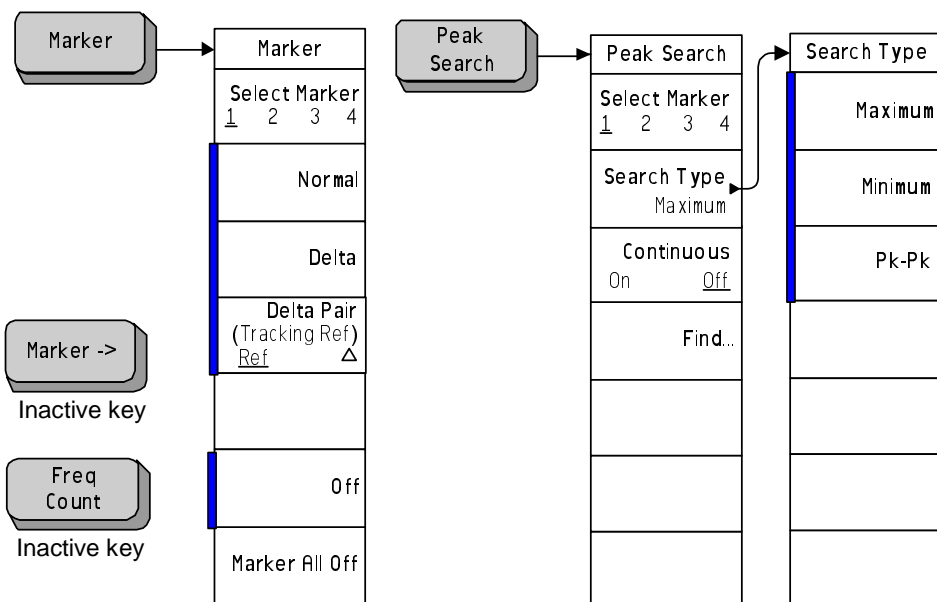 Marker
Marker
Select Marker
1 2 3 4
Normal
Delta
Delta Pair
(Tracking Ref)
Ref △
Off
Marker All Off
Marker ->
Inactive key
Freq
Count
Inactive key
Peak
Search
Peak Search
Select Marker
1 2 3 4
Search Type
Maximum
Continuous
On Off
Find...
Search Type
Maximum
Minimum
Pk-Pk